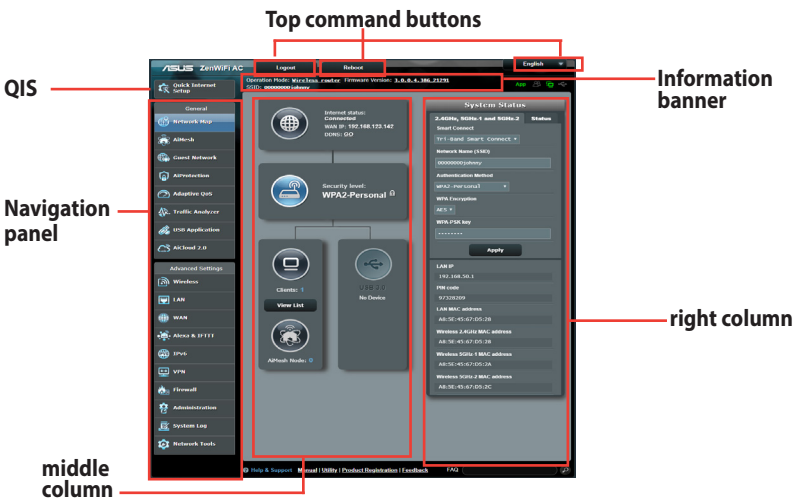 Top command buttons
QIS
Navigation
panel
middle
column
Information
banner
right column
ASUS ZenWiFi AC
Logout
Reboot
English
Quick Internet
Setup
Operation Mode: Wireless router Firmware Version: 3.0.0.4.386_21291
SSID: 00000000johnny
App
General
Network Map
AiMesh
Guest Network
AiProtection
Adaptive QoS
Traffic Analyzer
USB Application
AiCloud 2.0
Advanced Settings
Wireless
LAN
WAN
Alexa & IFTTT
IPv6
VPN
Firewall
Administration
System Log
Network Tools
Internet status:
Connected
WAN IP: 192.168.123.142
DDNS: GO
Security level:
WPA2-Personal
Clients: 1
View List
AiMesh Node: 0
USB 3.0
No Device
System Status
2.4GHz, 5GHz-1 and 5GHz-2
Status
Smart Connect
Tri-Band Smart Connect
Network Name (SSID)
00000000johnny
Authentication Method
WPA2-Personal
WPA Encryption
AES
WPA-PSK key
········
Apply
LAN IP
192.168.50.1
PIN code
97328209
LAN MAC address
A8:5E:45:67:D5:28
Wireless 2.4GHz MAC address
A8:5E:45:67:D5:28
Wireless 5GHz-1 MAC address
A8:5E:45:67:D5:2A
Wireless 5GHz-2 MAC address
A8:5E:45:67:D5:2C
Help & Support Manual | Utility | Product Registration | Feedback
FAQ